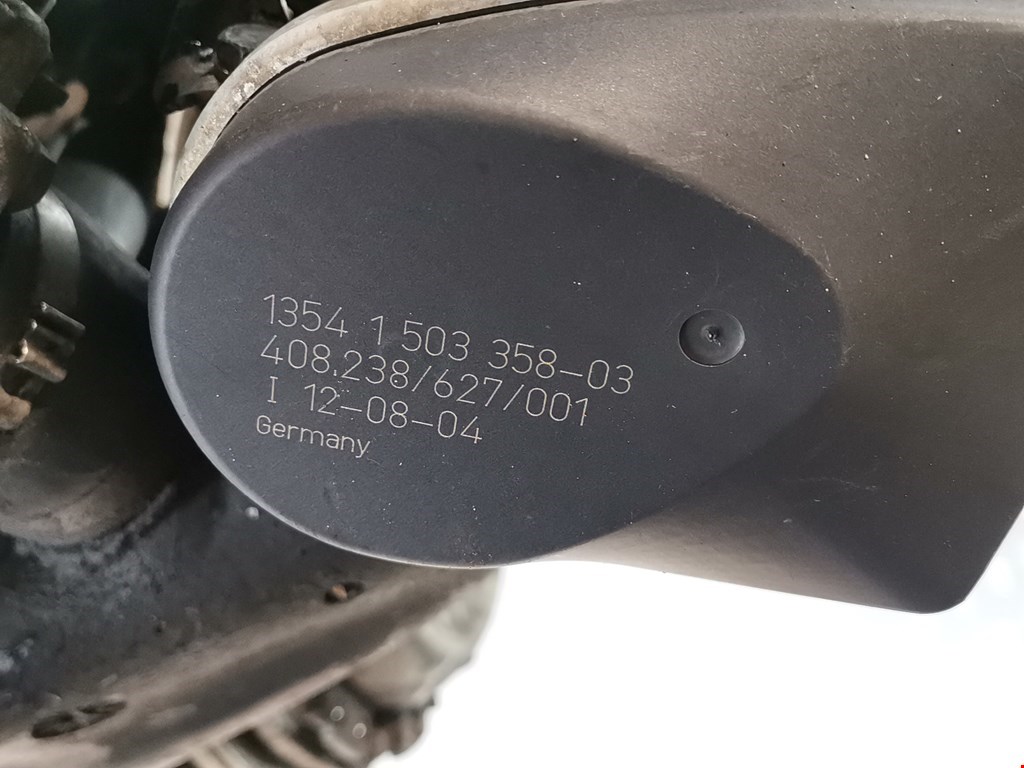 1354 1 503 358-03
408.238/627/001
I 12-08-04
Germany